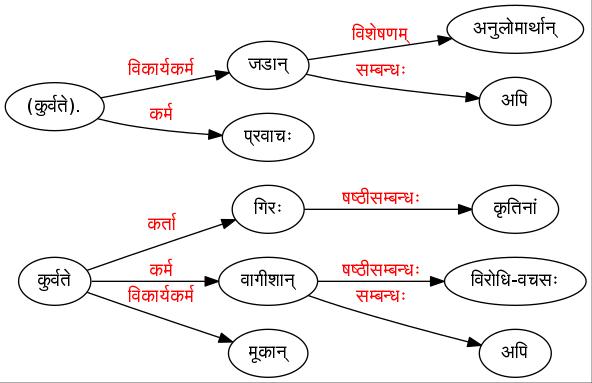 अनुलोमार्थान्
विशेषणम्
विकार्यकर्म
जडान्
सम्बन्धः
(कुर्वते).
अपि
कर्म
प्रवाचः
गिरः
षष्ठीसम्बन्धः
कृतिनां
कर्ता
कुर्वते
कर्म
वागीशान्
षष्ठीसम्बन्धः
विरोधि-वचसः
विकार्यकर्म
सम्बन्धः
मूकान्
अपि